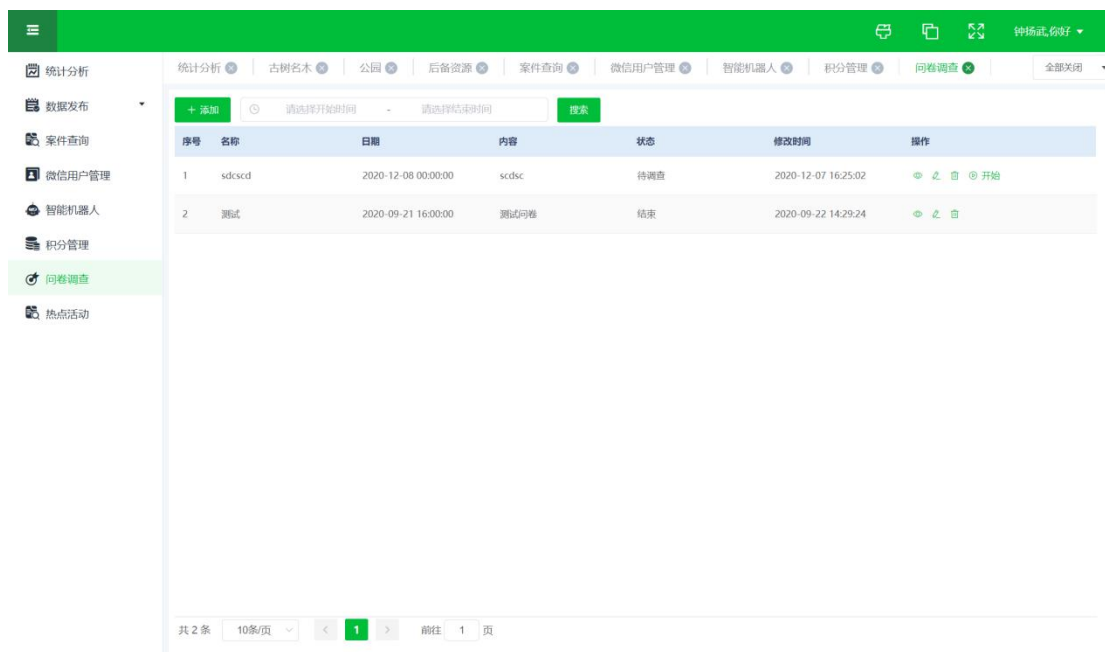 钟扬武,你好
统计分析 古树名木 公园 后备资源 案件查询 微信用户管理 智能机器人 积分管理 问卷调查 全部关闭
统计分析
数据发布
案件查询
微信用户管理
智能机器人
积分管理
问卷调查
热点活动
+ 添加 请选择开始时间 - 请选择结束时间 搜索
序号 名称 日期 内容 状态 修改时间 操作
1 sdcscd 2020-12-08 00:00:00 scdsc 待调查 2020-12-07 16:25:02 开始
2 测试 2020-09-21 16:00:00 测试问卷 结束 2020-09-22 14:29:24
共 2 条 10条/页 < 1 > 前往 1 页